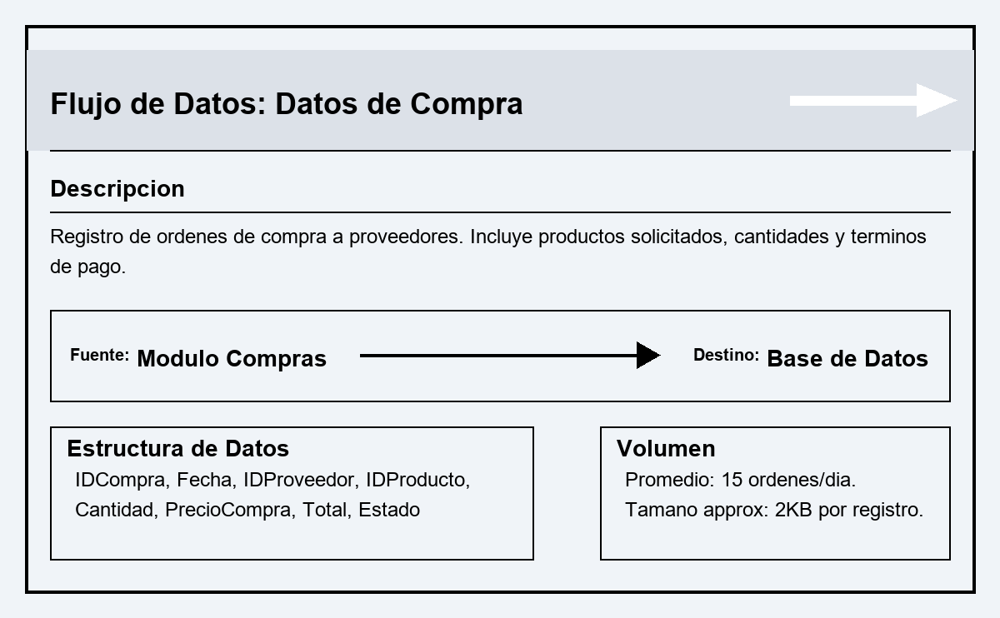 Flujo de Datos: Datos de Compra
Descripcion
Registro de ordenes de compra a proveedores. Incluye productos solicitados, cantidades y terminos
de pago.
Fuente: Modulo Compras
Destino: Base de Datos
Estructura de Datos
IDCompra, Fecha, IDProveedor, IDProducto,
Cantidad, PrecioCompra, Total, Estado
Volumen
Promedio: 15 ordenes/dia.
Tamano approx: 2KB por registro.